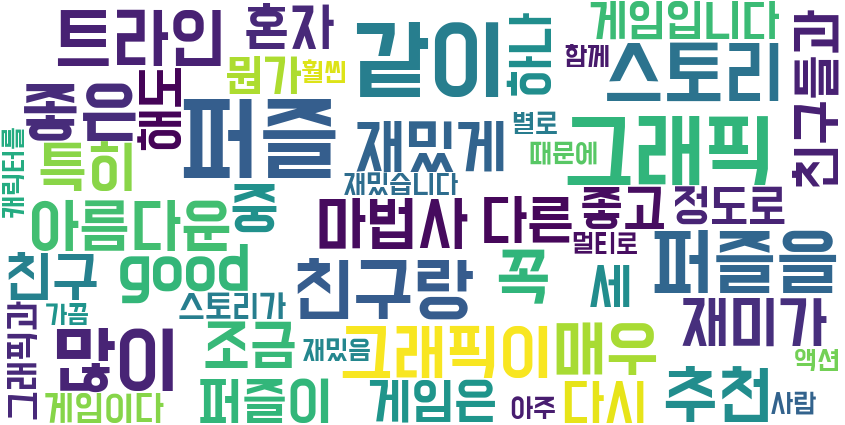 트라인
혼자
같이
하나
게임입니다
친구들과
뭔가
훨씬
함께
스토리
좋은
해도
퍼즐
재밌게
별로
그래픽
캐릭터를
특히
때문에
재밌습니다
아름다운
중
마법사
다른
좋고
정도로
멀티로
친구
good
친구랑
꼭
세
퍼즐을
그래픽과
가끔
스토리가
많이
조금
재밌음
그래픽이
매우
재미가
액션
게임이다
퍼즐이
게임은
아주
다시
추천
사람